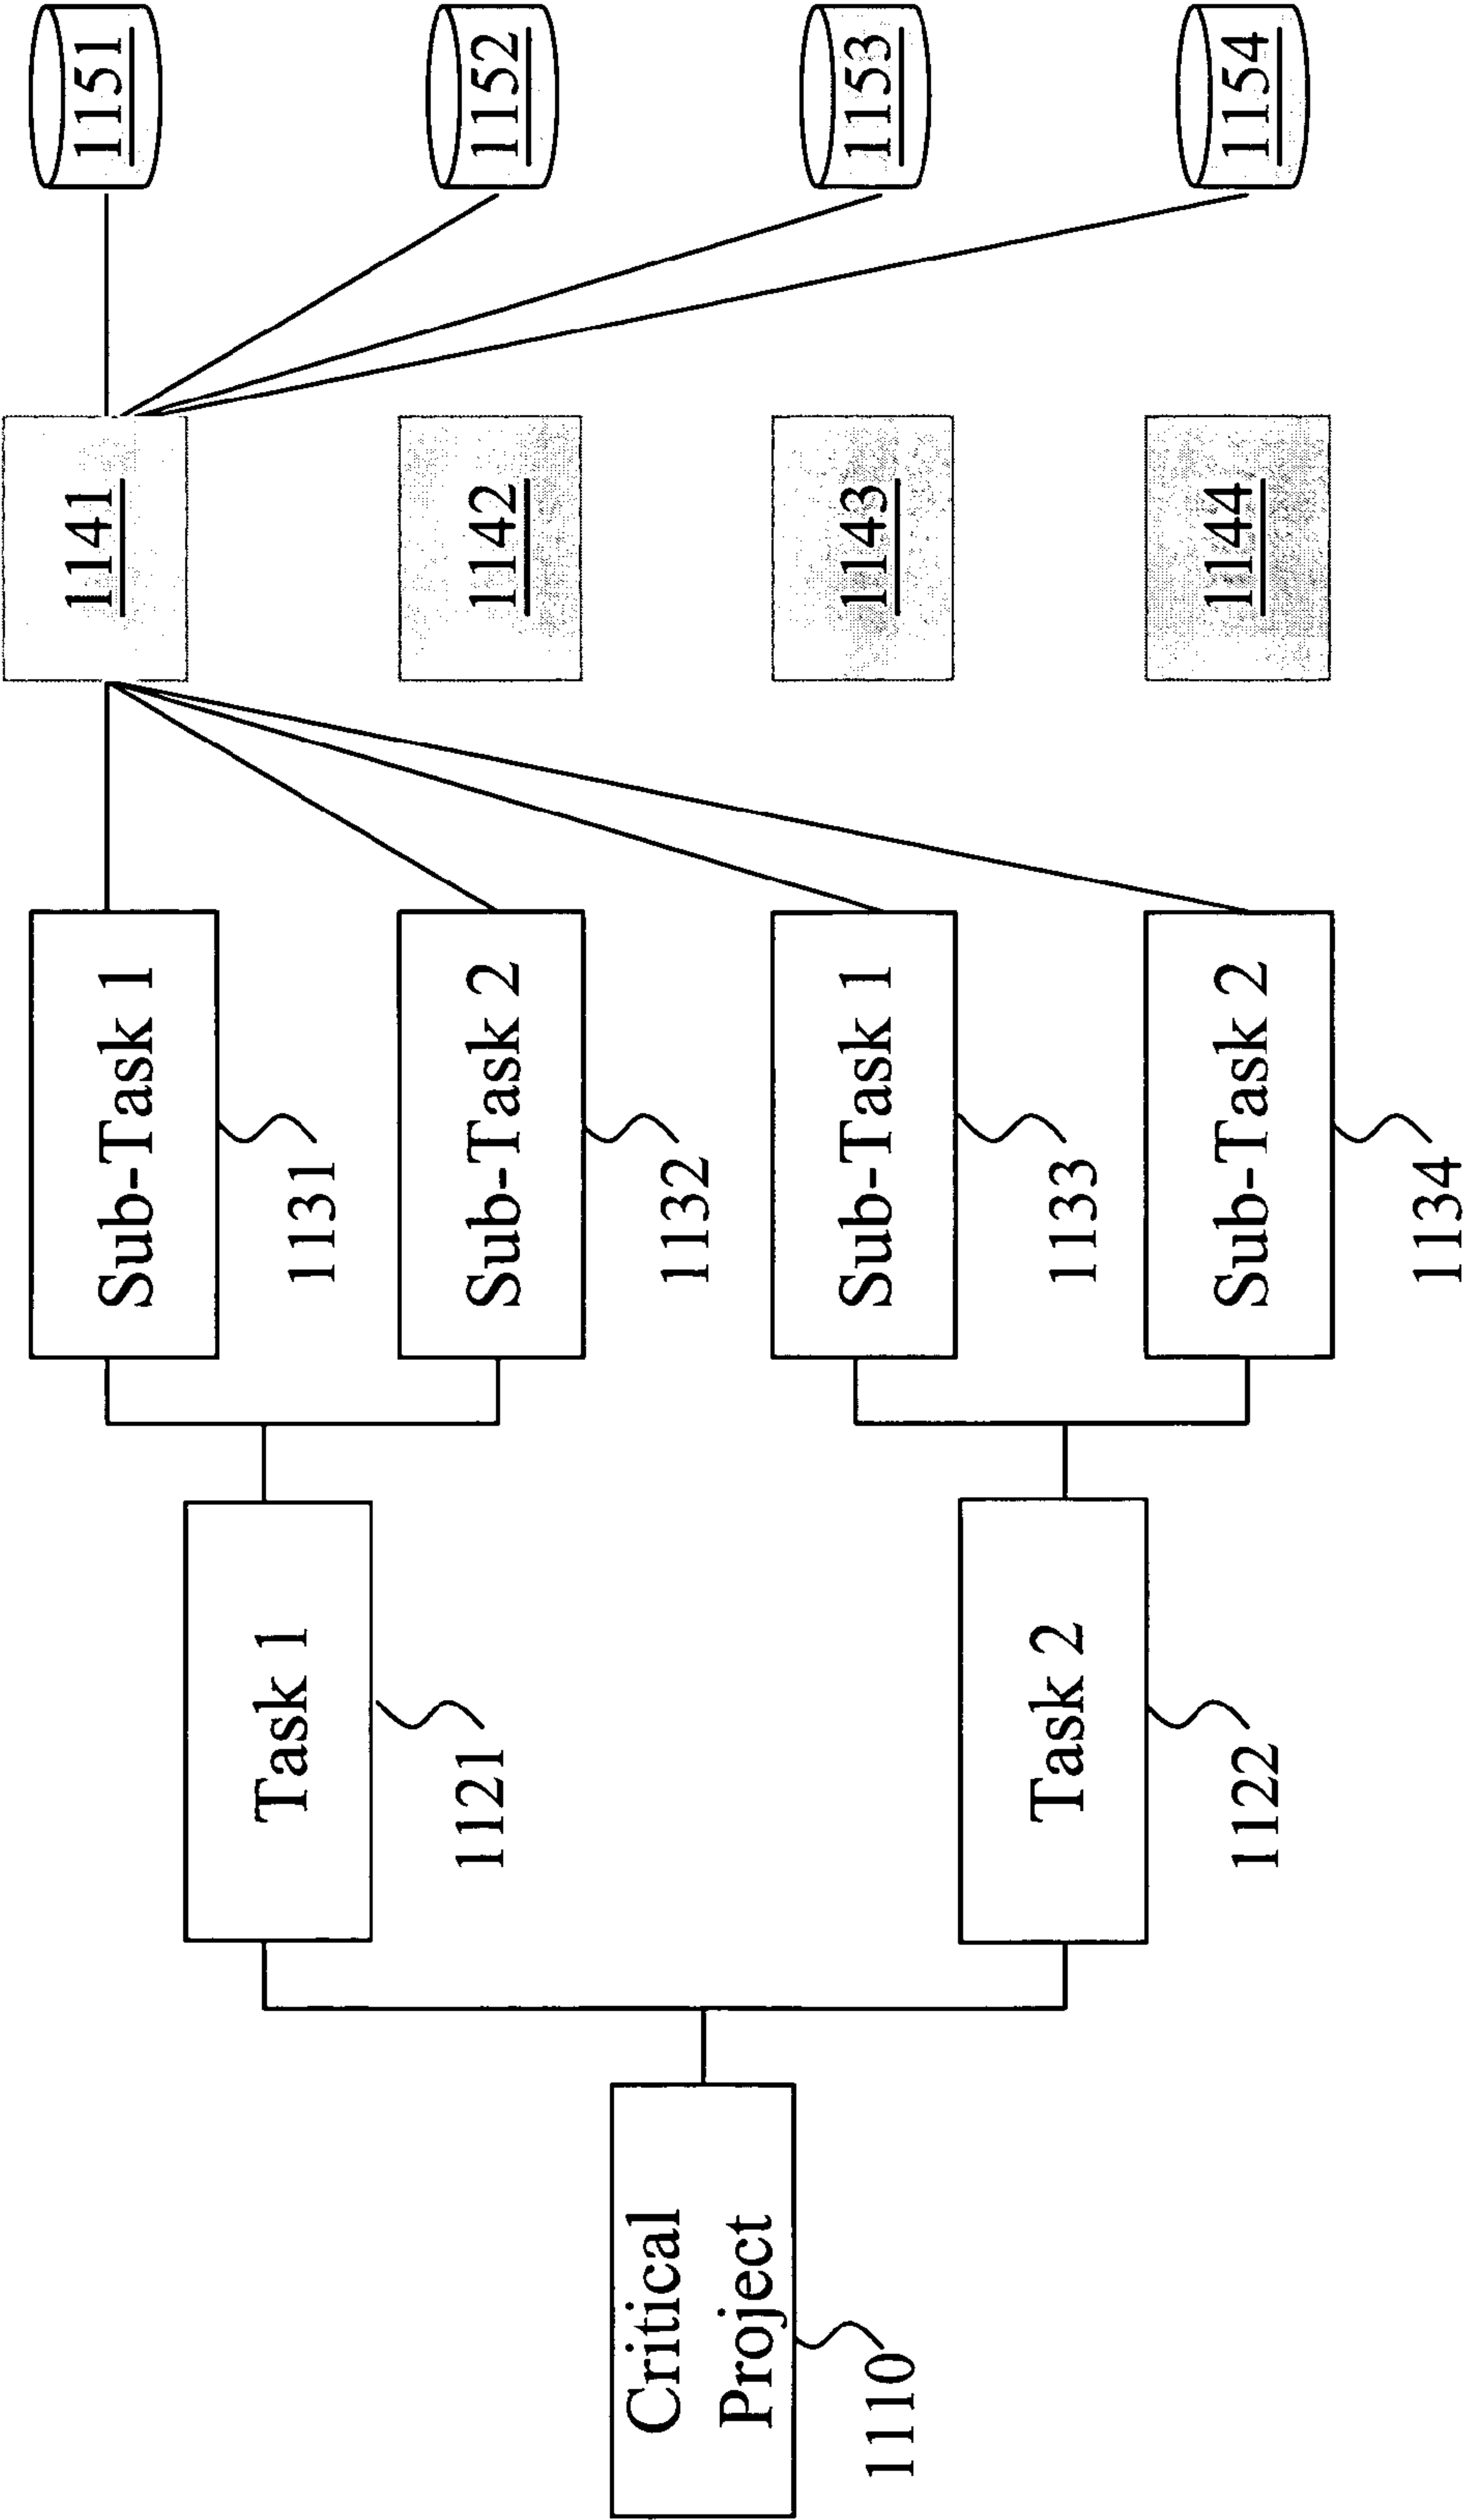 Critical
Project
1110
Task 1
1121
Task 2
1122
Sub-Task 1
1131
Sub-Task 2
1132
Sub-Task 1
1133
Sub-Task 2
1134
1141
1142
1143
1144
1151
1152
1153
1154